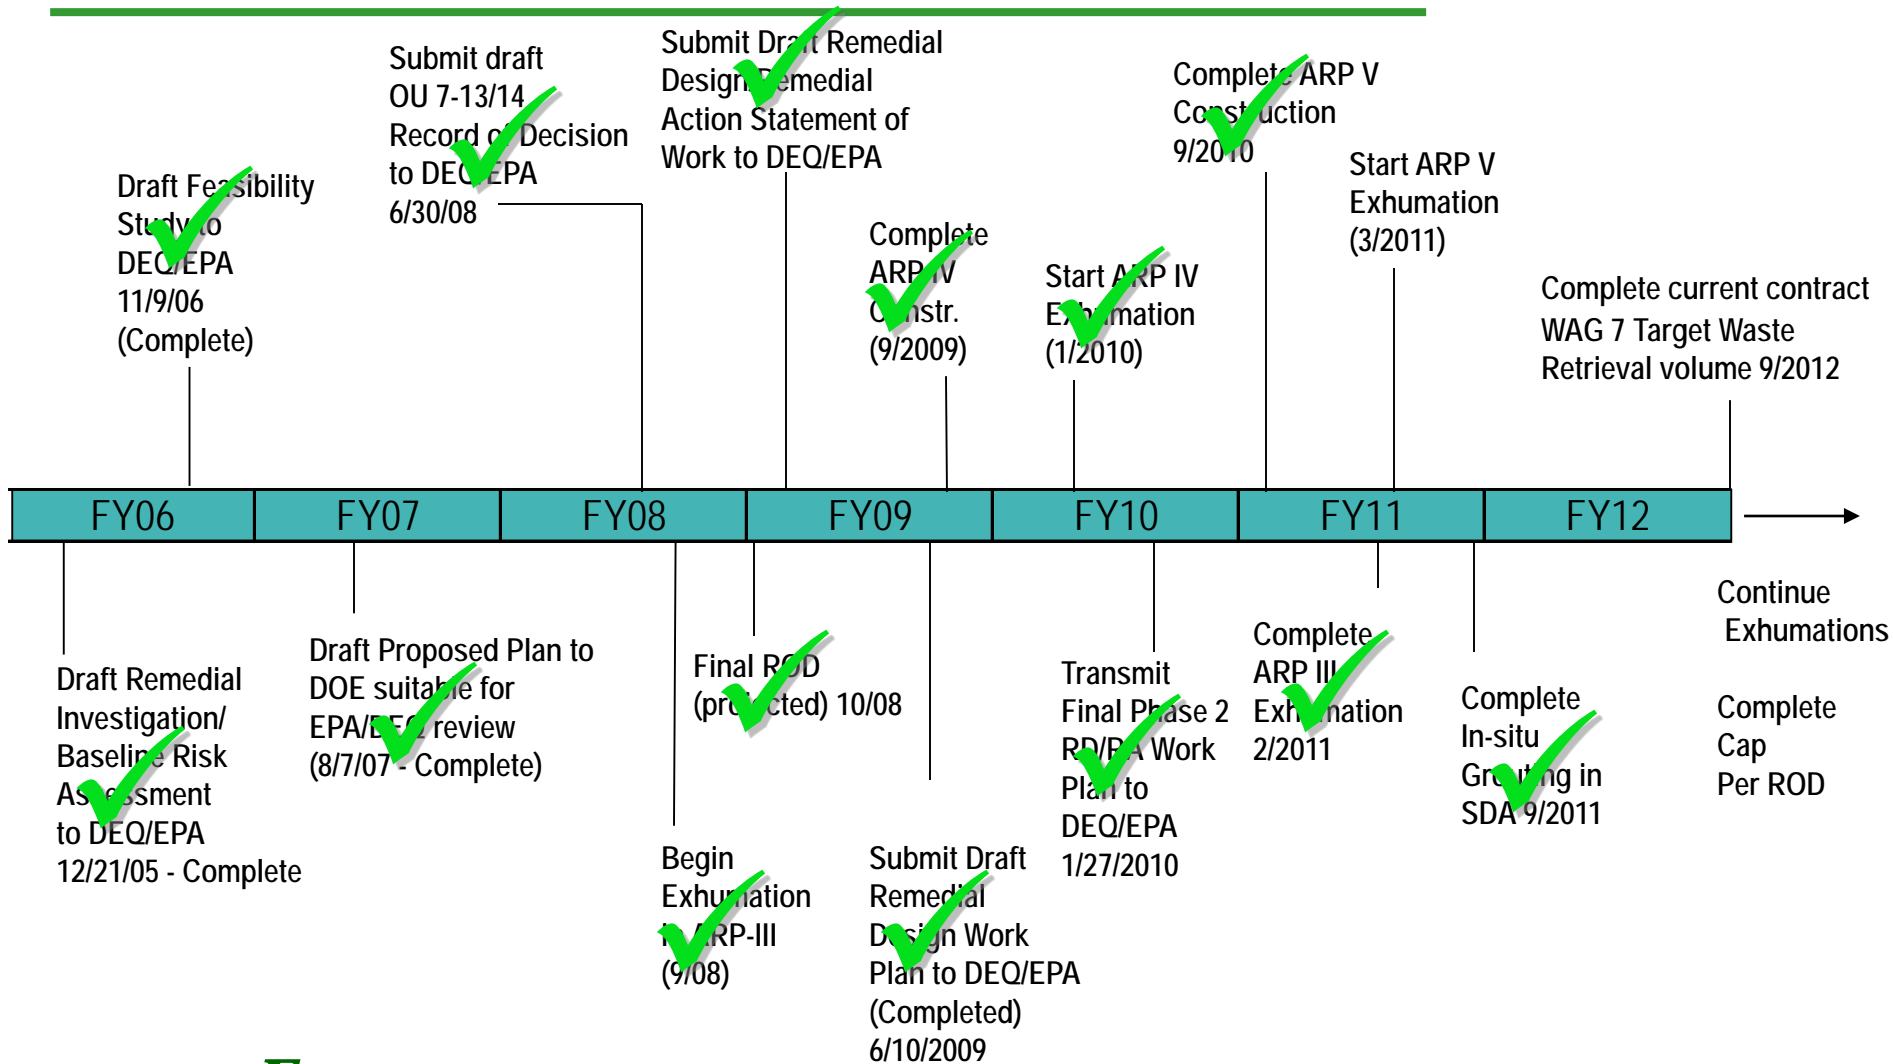 Submit draft
OU 7-13/14
Record of Decision
to DEQ/EPA
6/30/08
Submit Draft Remedial
Design/Remedial
Action Statement of
Work to DEQ/EPA
Complete ARP V
Construction
9/2010
Start ARP V
Exhumation
(3/2011)
Draft Feasibility
Study to
DEQ/EPA
11/9/06
(Complete)
Complete
ARP IV
Constr.
(9/2009)
Start ARP IV
Exhumation
(1/2010)
Complete current contract
WAG 7 Target Waste
Retrieval volume 9/2012
FY06 FY07 FY08 FY09 FY10 FY11 FY12
Draft Remedial
Investigation/
Baseline Risk
Assessment
to DEQ/EPA
12/21/05 - Complete
Draft Proposed Plan to
DOE suitable for
EPA/DEQ review
(8/7/07 - Complete)
Begin
Exhumation
in ARP-III
(9/08)
Final ROD
(projected) 10/08
Submit Draft
Remedial
Design Work
Plan to DEQ/EPA
(Completed)
6/10/2009
Transmit
Final Phase 2
RD/RA Work
Plan to
DEQ/EPA
1/27/2010
Complete
ARP III
Exhumation
2/2011
Complete
In-situ
Grouting in
SDA 9/2011
Continue
Exhumations
Complete
Cap
Per ROD